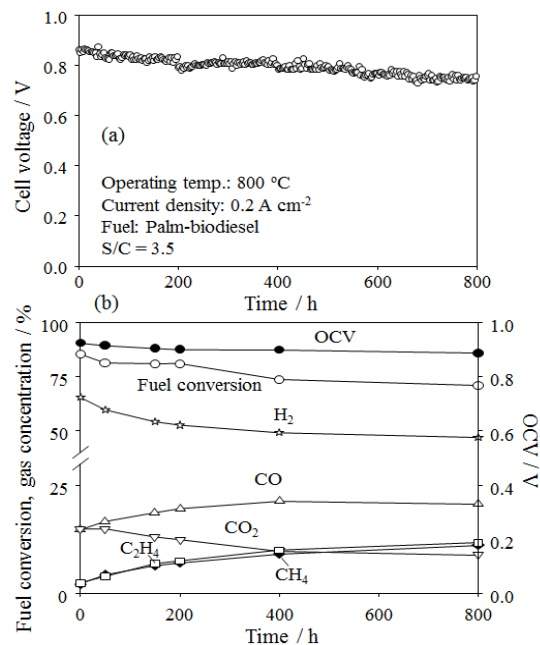 1.0
0.8
0.6
0.4
0.2
0.0
Cell voltage / V
(a)
Operating temp.: 800 °C
Current density: 0.2 A cm⁻²
Fuel: Palm-biodiesel
S/C = 3.5
0 200 400 600 800
Time / h
(b)
100
75
50
25
0
Fuel conversion, gas concentration / %
1.0
0.8
0.6
0.4
0.2
0.0
OCV / V
OCV
Fuel conversion
H₂
CO
CO₂
C₂H₄
CH₄
0 200 400 600 800
Time / h